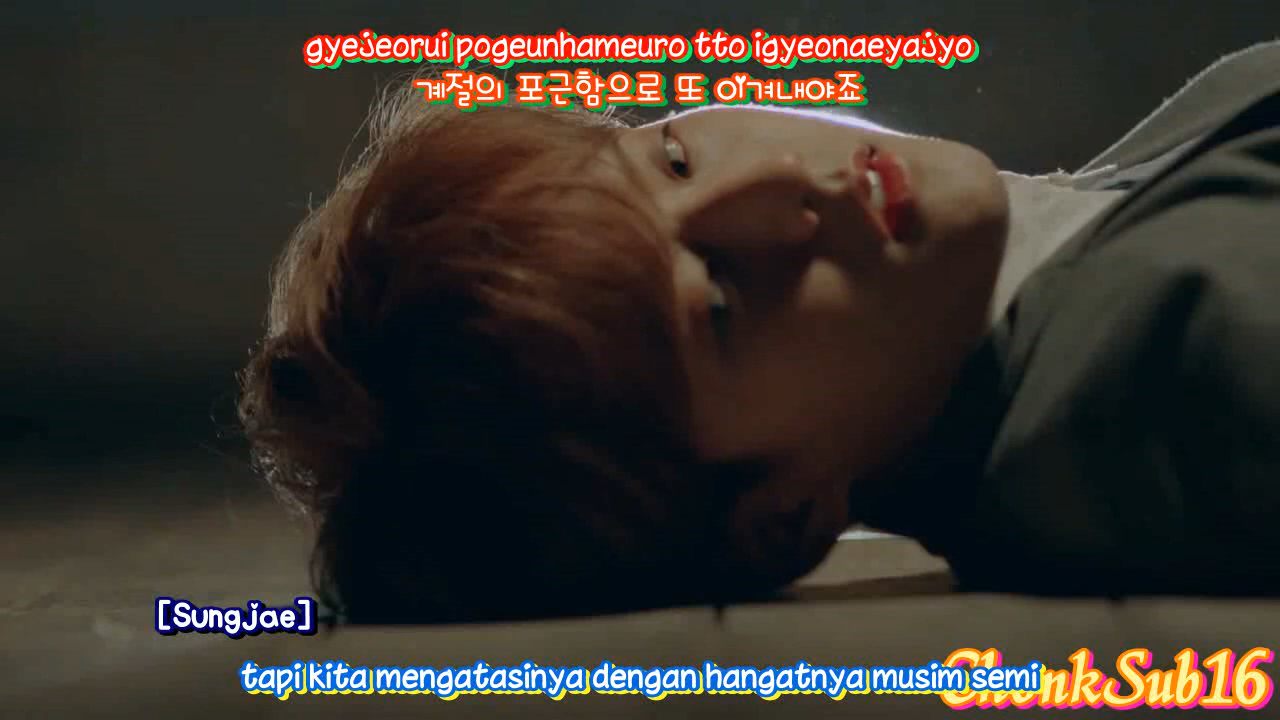 gyejeorui pogeunhameuro tto igyeonaeyajyo
계절의 포근함으로 또 이겨내야죠
[Sungjae]
tapi kita mengatasinya dengan hangatnya musim semi
ChonkSub16